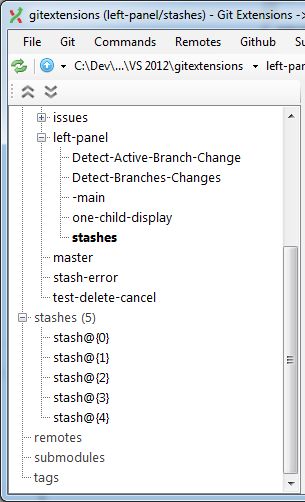 gitextensions (left-panel/stashes) - Git Extensions -
File Git Commands Remotes Github Su
C:\Dev\...\VS 2012\gitextensions left-pan
issues
left-panel
Detect-Active-Branch-Change
Detect-Branches-Changes
-main
one-child-display
stashes
master
stash-error
test-delete-cancel
stashes (5)
stash@{0}
stash@{1}
stash@{2}
stash@{3}
stash@{4}
remotes
submodules
tags